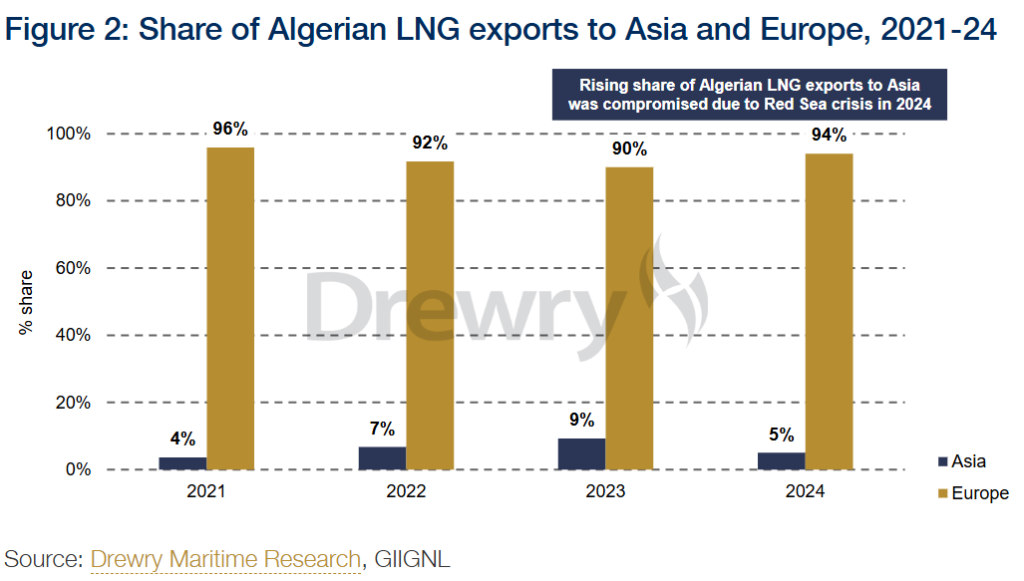 Figure 2: Share of Algerian LNG exports to Asia and Europe, 2021-24
Rising share of Algerian LNG exports to Asia
was compromised due to Red Sea crisis in 2024
100%
80%
60%
40%
20%
0%
% share
96%
92%
90%
94%
4%
7%
9%
5%
Drewry
2021
2022
2023
2024
Asia
Europe
Source: Drewry Maritime Research, GIIGNL